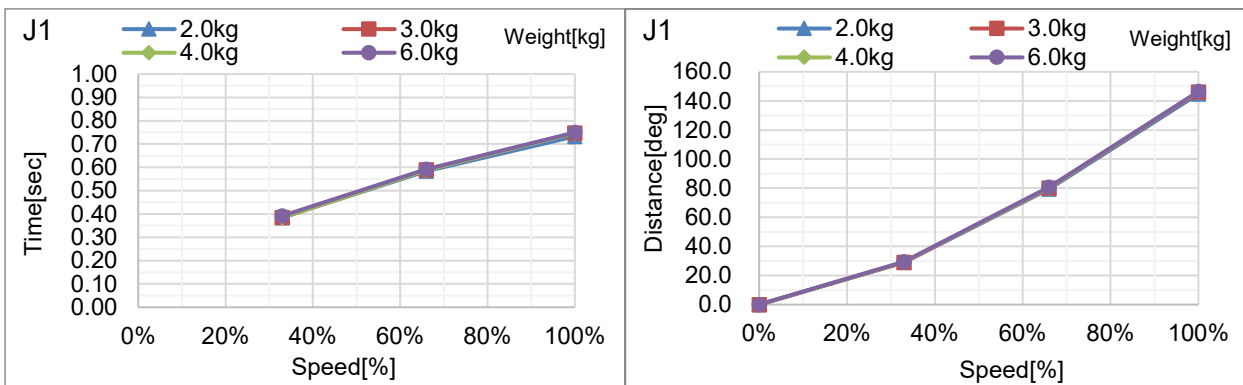 J1
2.0kg 3.0kg
4.0kg 6.0kg
Weight[kg]
Time[sec]
1.00
0.90
0.80
0.70
0.60
0.50
0.40
0.30
0.20
0.10
0.00
0% 20% 40% 60% 80% 100%
Speed[%]
J1
2.0kg 3.0kg
4.0kg 6.0kg
Weight[kg]
Distance[deg]
160.0
140.0
120.0
100.0
80.0
60.0
40.0
20.0
0.0
0% 20% 40% 60% 80% 100%
Speed[%]